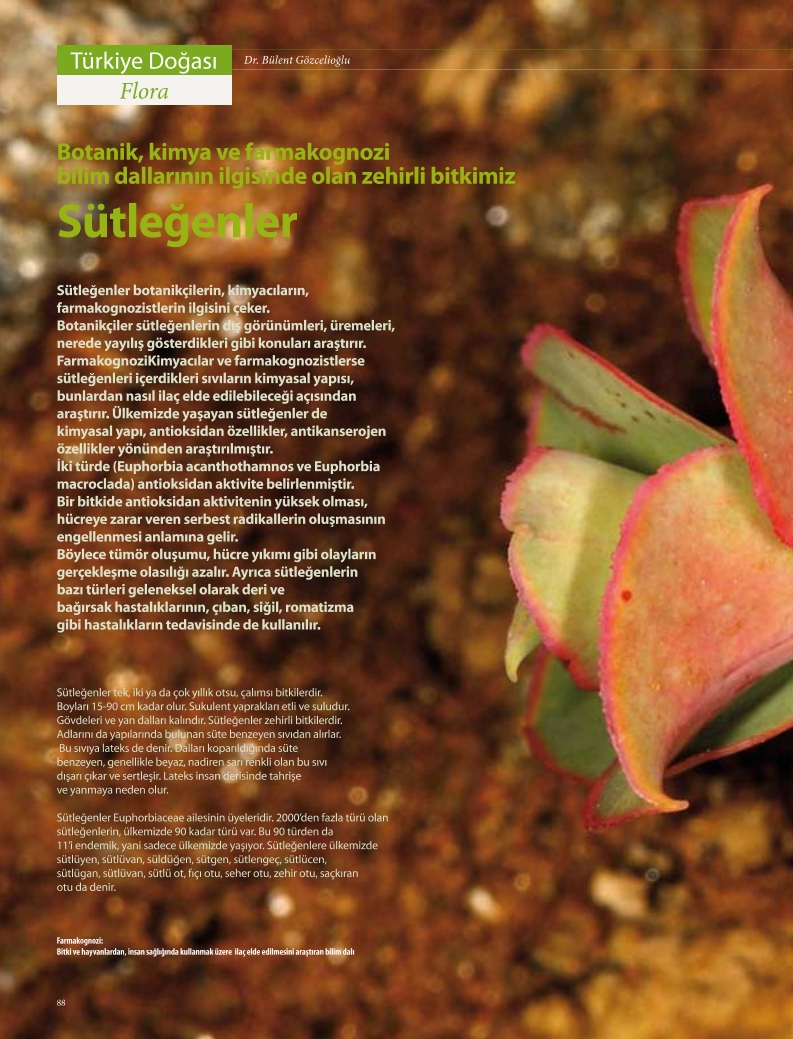 Türkiye Doğası
Dr. Bülent Gözcelioğlu
Flora
Botanik, kimya ve farmakognozi
bilim dallarının ilgisinde olan zehirli bitkimiz
Sütleğenler
Sütleğenler botanikçilerin, kimyacıların,
farmakognozistlerin ilgisini çeker.
Botanikçiler sütleğenlerin dış görünümleri, üremeleri,
nerede yayılış gösterdikleri gibi konuları araştırır.
FarmakognoziKimyacılar ve farmakognozistlerse
sütleğenleri içerdikleri sıvıların kimyasal yapısı,
bunlardan nasıl ilaç elde edilebileceği açısından
araştırır. Ülkemizde yaşayan sütleğenler de
kimyasal yapı, antioksidan özellikler, antikanserojen
özellikler yönünden araştırılmıştır.
İki türde (Euphorbia acanthothamnos ve Euphorbia
macroclada) antioksidan aktivite belirlenmiştir.
Bir bitkide antioksidan aktivitenin yüksek olması,
hücreye zarar veren serbest radikallerin oluşmasının
engellenmesi anlamına gelir.
Böylece tümör oluşumu, hücre yıkımı gibi olayların
gerçekleşme olasılığı azalır. Ayrıca sütleğenlerin
bazı türleri geleneksel olarak deri ve
bağırsak hastalıklarının, çıban, siğil, romatizma
gibi hastalıkların tedavisinde de kullanılır.
Sütleğenler tek, iki ya da çok yıllık otsu, çalımsı bitkilerdir.
Boyları 15-90 cm kadar olur. Sukulent yaprakları etli ve suludur.
Gövdeleri ve yan dalları kalındır. Sütleğenler zehirli bitkilerdir.
Adlarını da yapılarında bulunan süte benzeyen sıvıdan alırlar.
Bu sıvıya lateks de denir. Dalları koparıldığında süte
benzeyen, genellikle beyaz, nadiren sarı renkli olan bu sıvı
dışarı çıkar ve sertleşir. Lateks insan derisinde tahrişe
ve yanmaya neden olur.
Sütleğenler Euphorbiaceae ailesinin üyeleridir. 2000'den fazla türü olan
sütleğenlerin, ülkemizde 90 kadar türü var. Bu 90 türden da
11'i endemik, yani sadece ülkemizde yaşıyor. Sütleğenlere ülkemizde
sütlüyen, sütlüvan, süldüğen, sütgen, sütlengeç, sütlücen,
sütlügan, sütlüvan, sütlü ot, fıçı otu, seher otu, zehir otu, saçkıran
otu da denir.
Farmakognozi:
Bitki ve hayvanlardan, insan sağlığında kullanmak üzere ilaç elde edilmesini araştıran bilim dalı
88